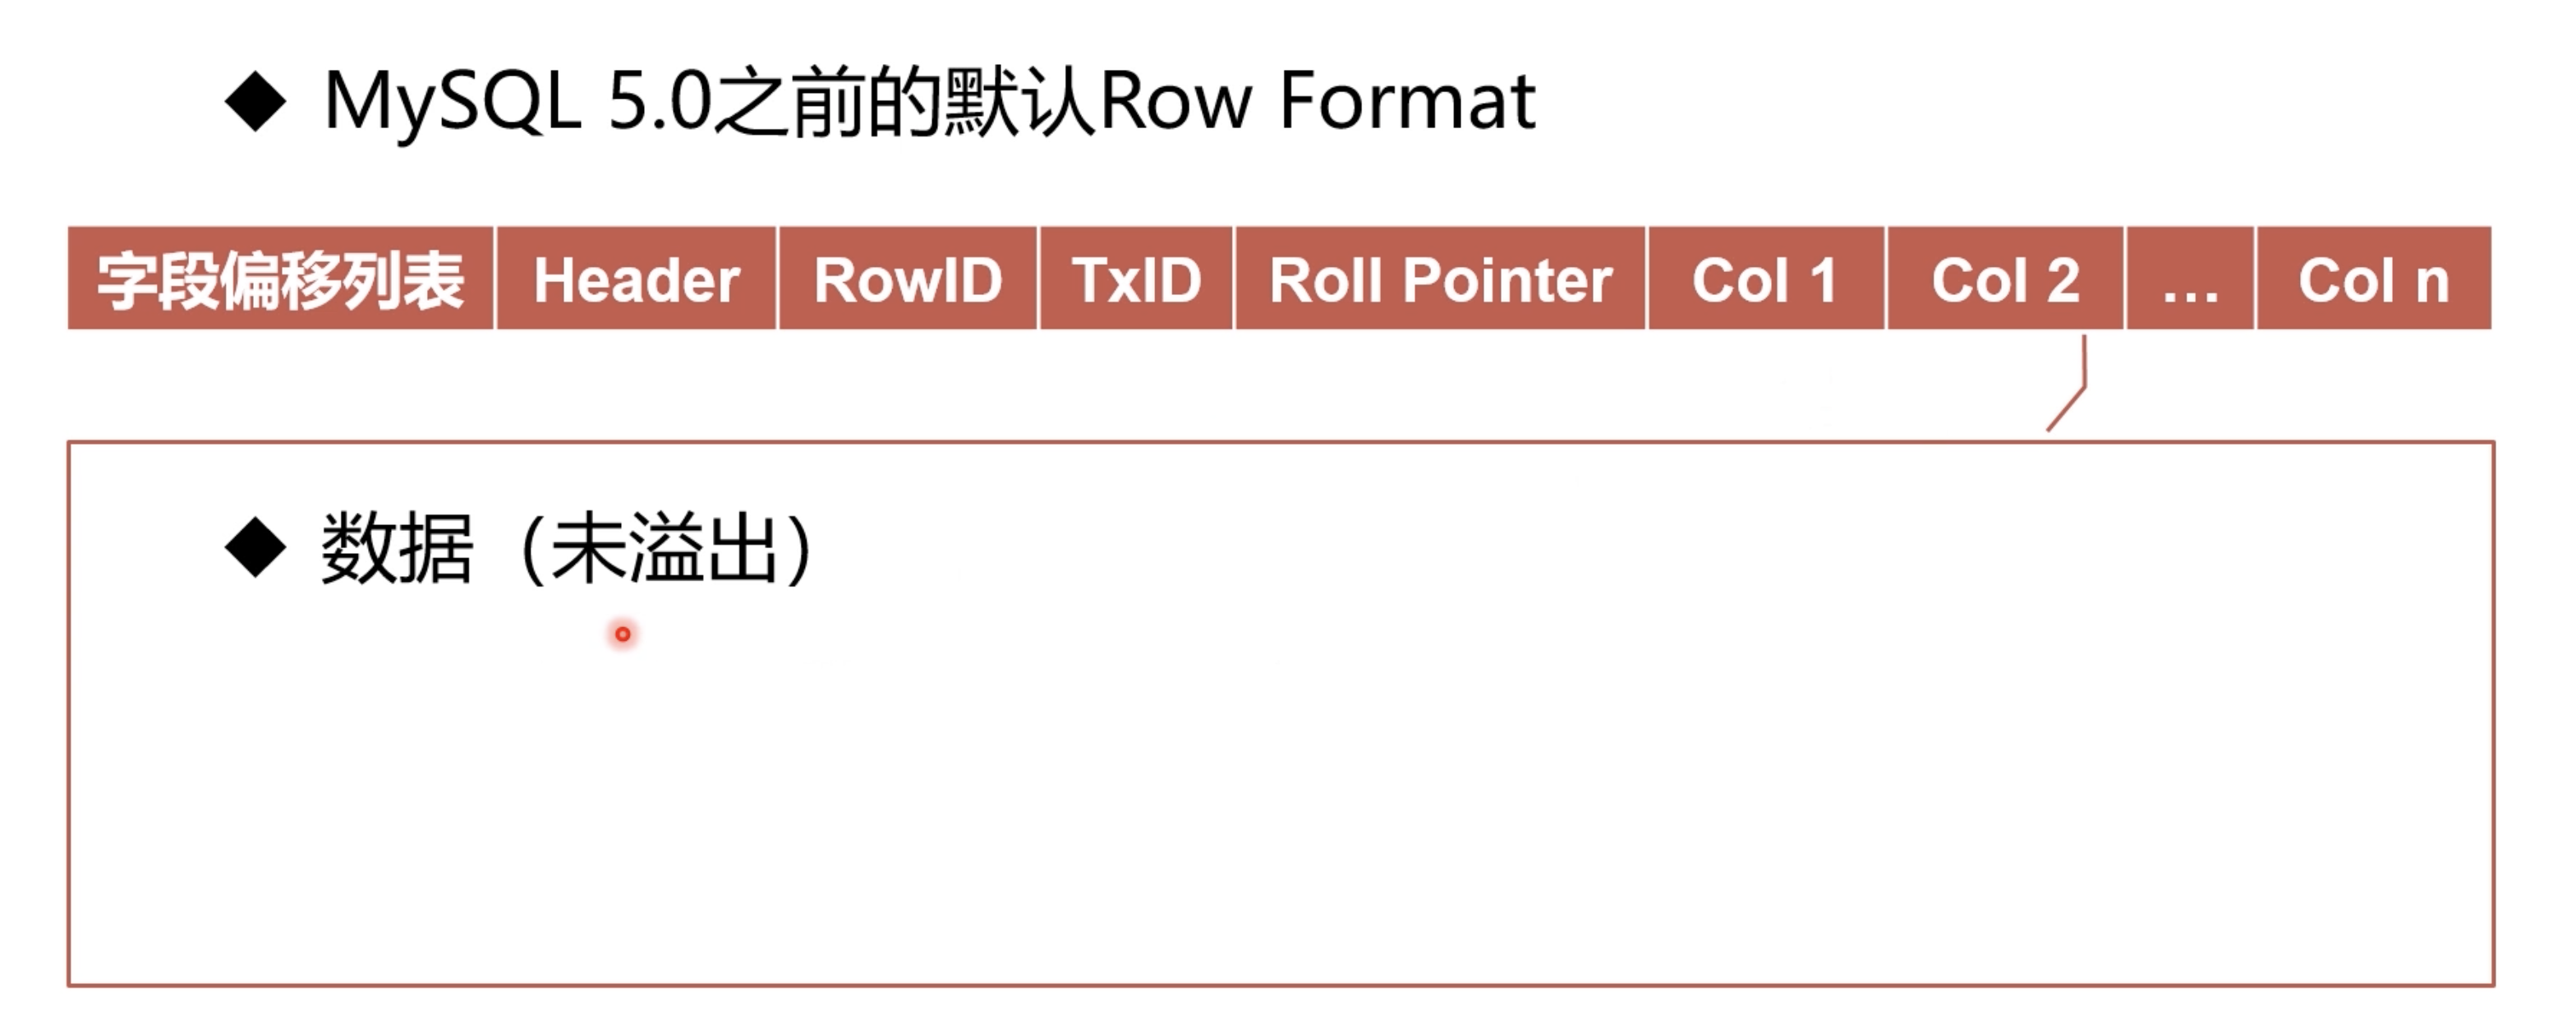 ◆ MySQL 5.0之前的默认Row Format
字段偏移列表 Header RowID TxID Roll Pointer Col 1 Col 2 ... Col n
◆ 数据（未溢出）